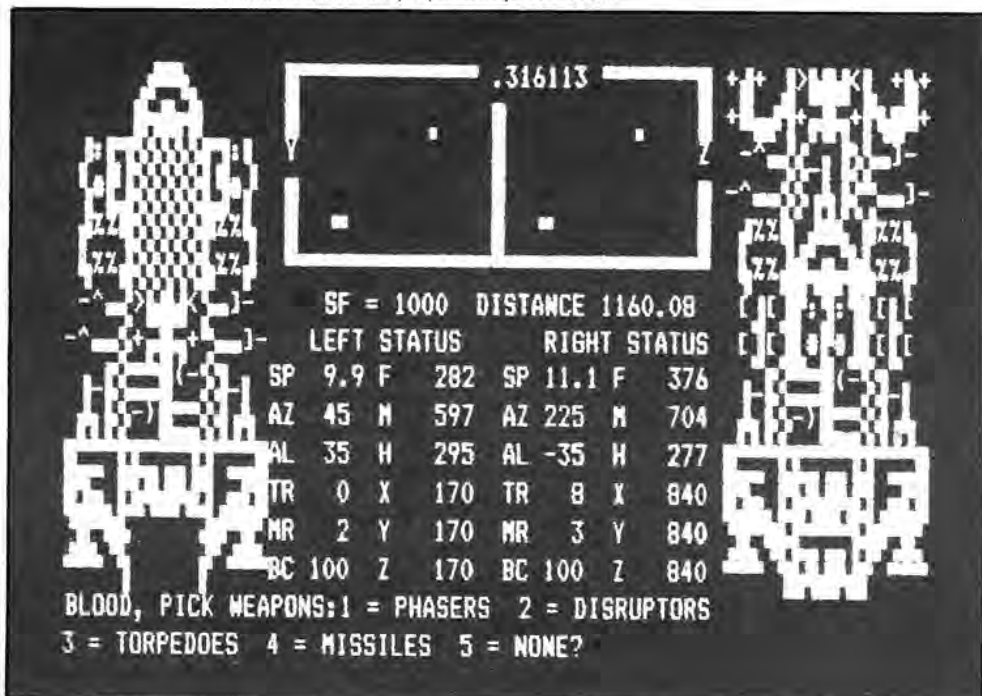 .316113
Y Z
SF = 1000 DISTANCE 1160.08
LEFT STATUS RIGHT STATUS
SP 9.9 F 282 SP 11.1 F 376
AZ 45 M 597 AZ 225 M 704
AL 35 H 295 AL -35 H 277
TR 0 X 170 TR 8 X 840
MR 2 Y 170 MR 3 Y 840
BC 100 Z 170 BC 100 Z 840
BLOOD, PICK WEAPONS:1 = PHASERS 2 = DISRUPTORS
3 = TORPEDOES 4 = MISSILES 5 = NONE?